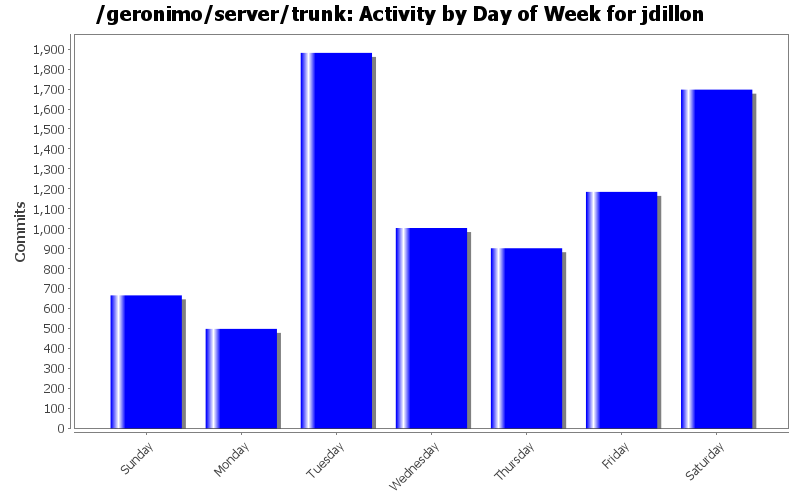 /geronimo/server/trunk: Activity by Day of Week for jdillon
1,900
1,800
1,700
1,600
1,500
1,400
1,300
1,200
1,100
1,000
900
800
700
600
500
400
300
200
100
0
Commits
Sunday
Monday
Tuesday
Wednesday
Thursday
Friday
Saturday